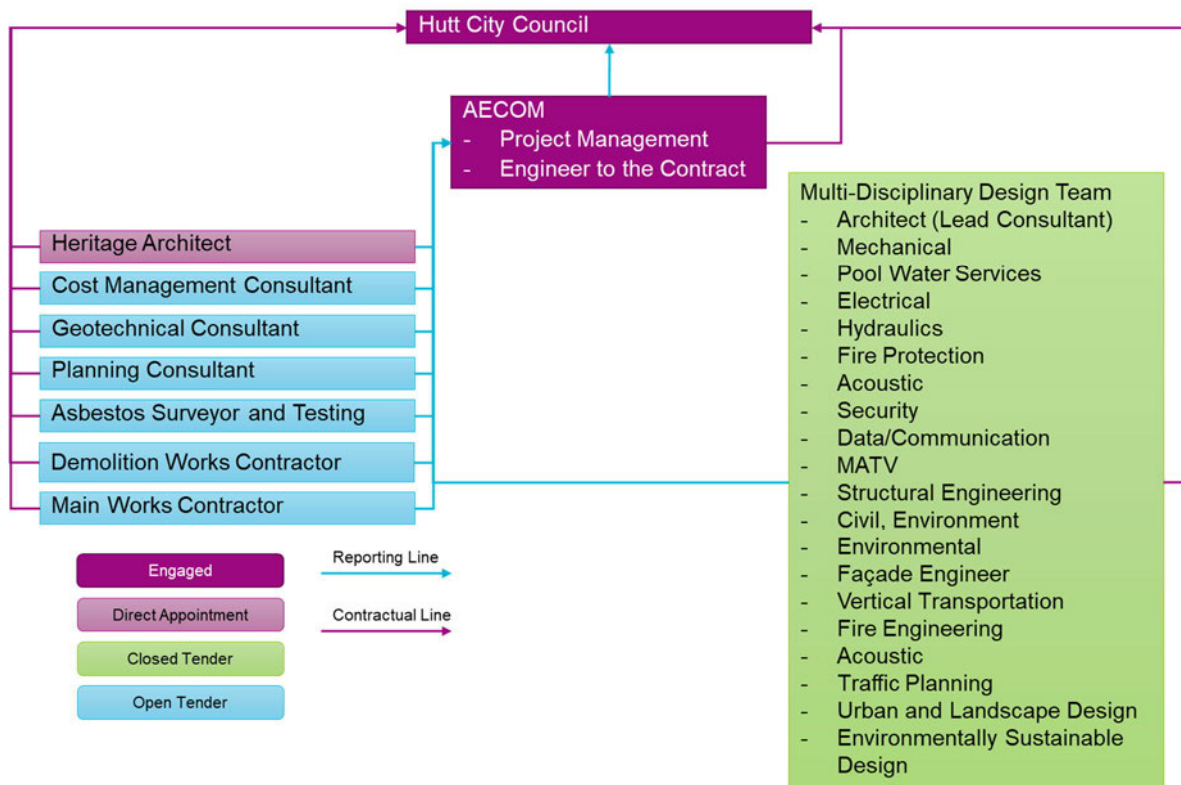 Hutt City Council
AECOM
- Project Management
- Engineer to the Contract
Heritage Architect
Cost Management Consultant
Geotechnical Consultant
Planning Consultant
Asbestos Surveyor and Testing
Demolition Works Contractor
Main Works Contractor
Multi-Disciplinary Design Team
- Architect (Lead Consultant)
- Mechanical
- Pool Water Services
- Electrical
- Hydraulics
- Fire Protection
- Acoustic
- Security
- Data/Communication
- MATV
- Structural Engineering
- Civil, Environment
- Environmental
- Façade Engineer
- Vertical Transportation
- Fire Engineering
- Acoustic
- Traffic Planning
- Urban and Landscape Design
- Environmentally Sustainable
Design
Engaged
Direct Appointment
Closed Tender
Open Tender
Reporting Line
Contractual Line